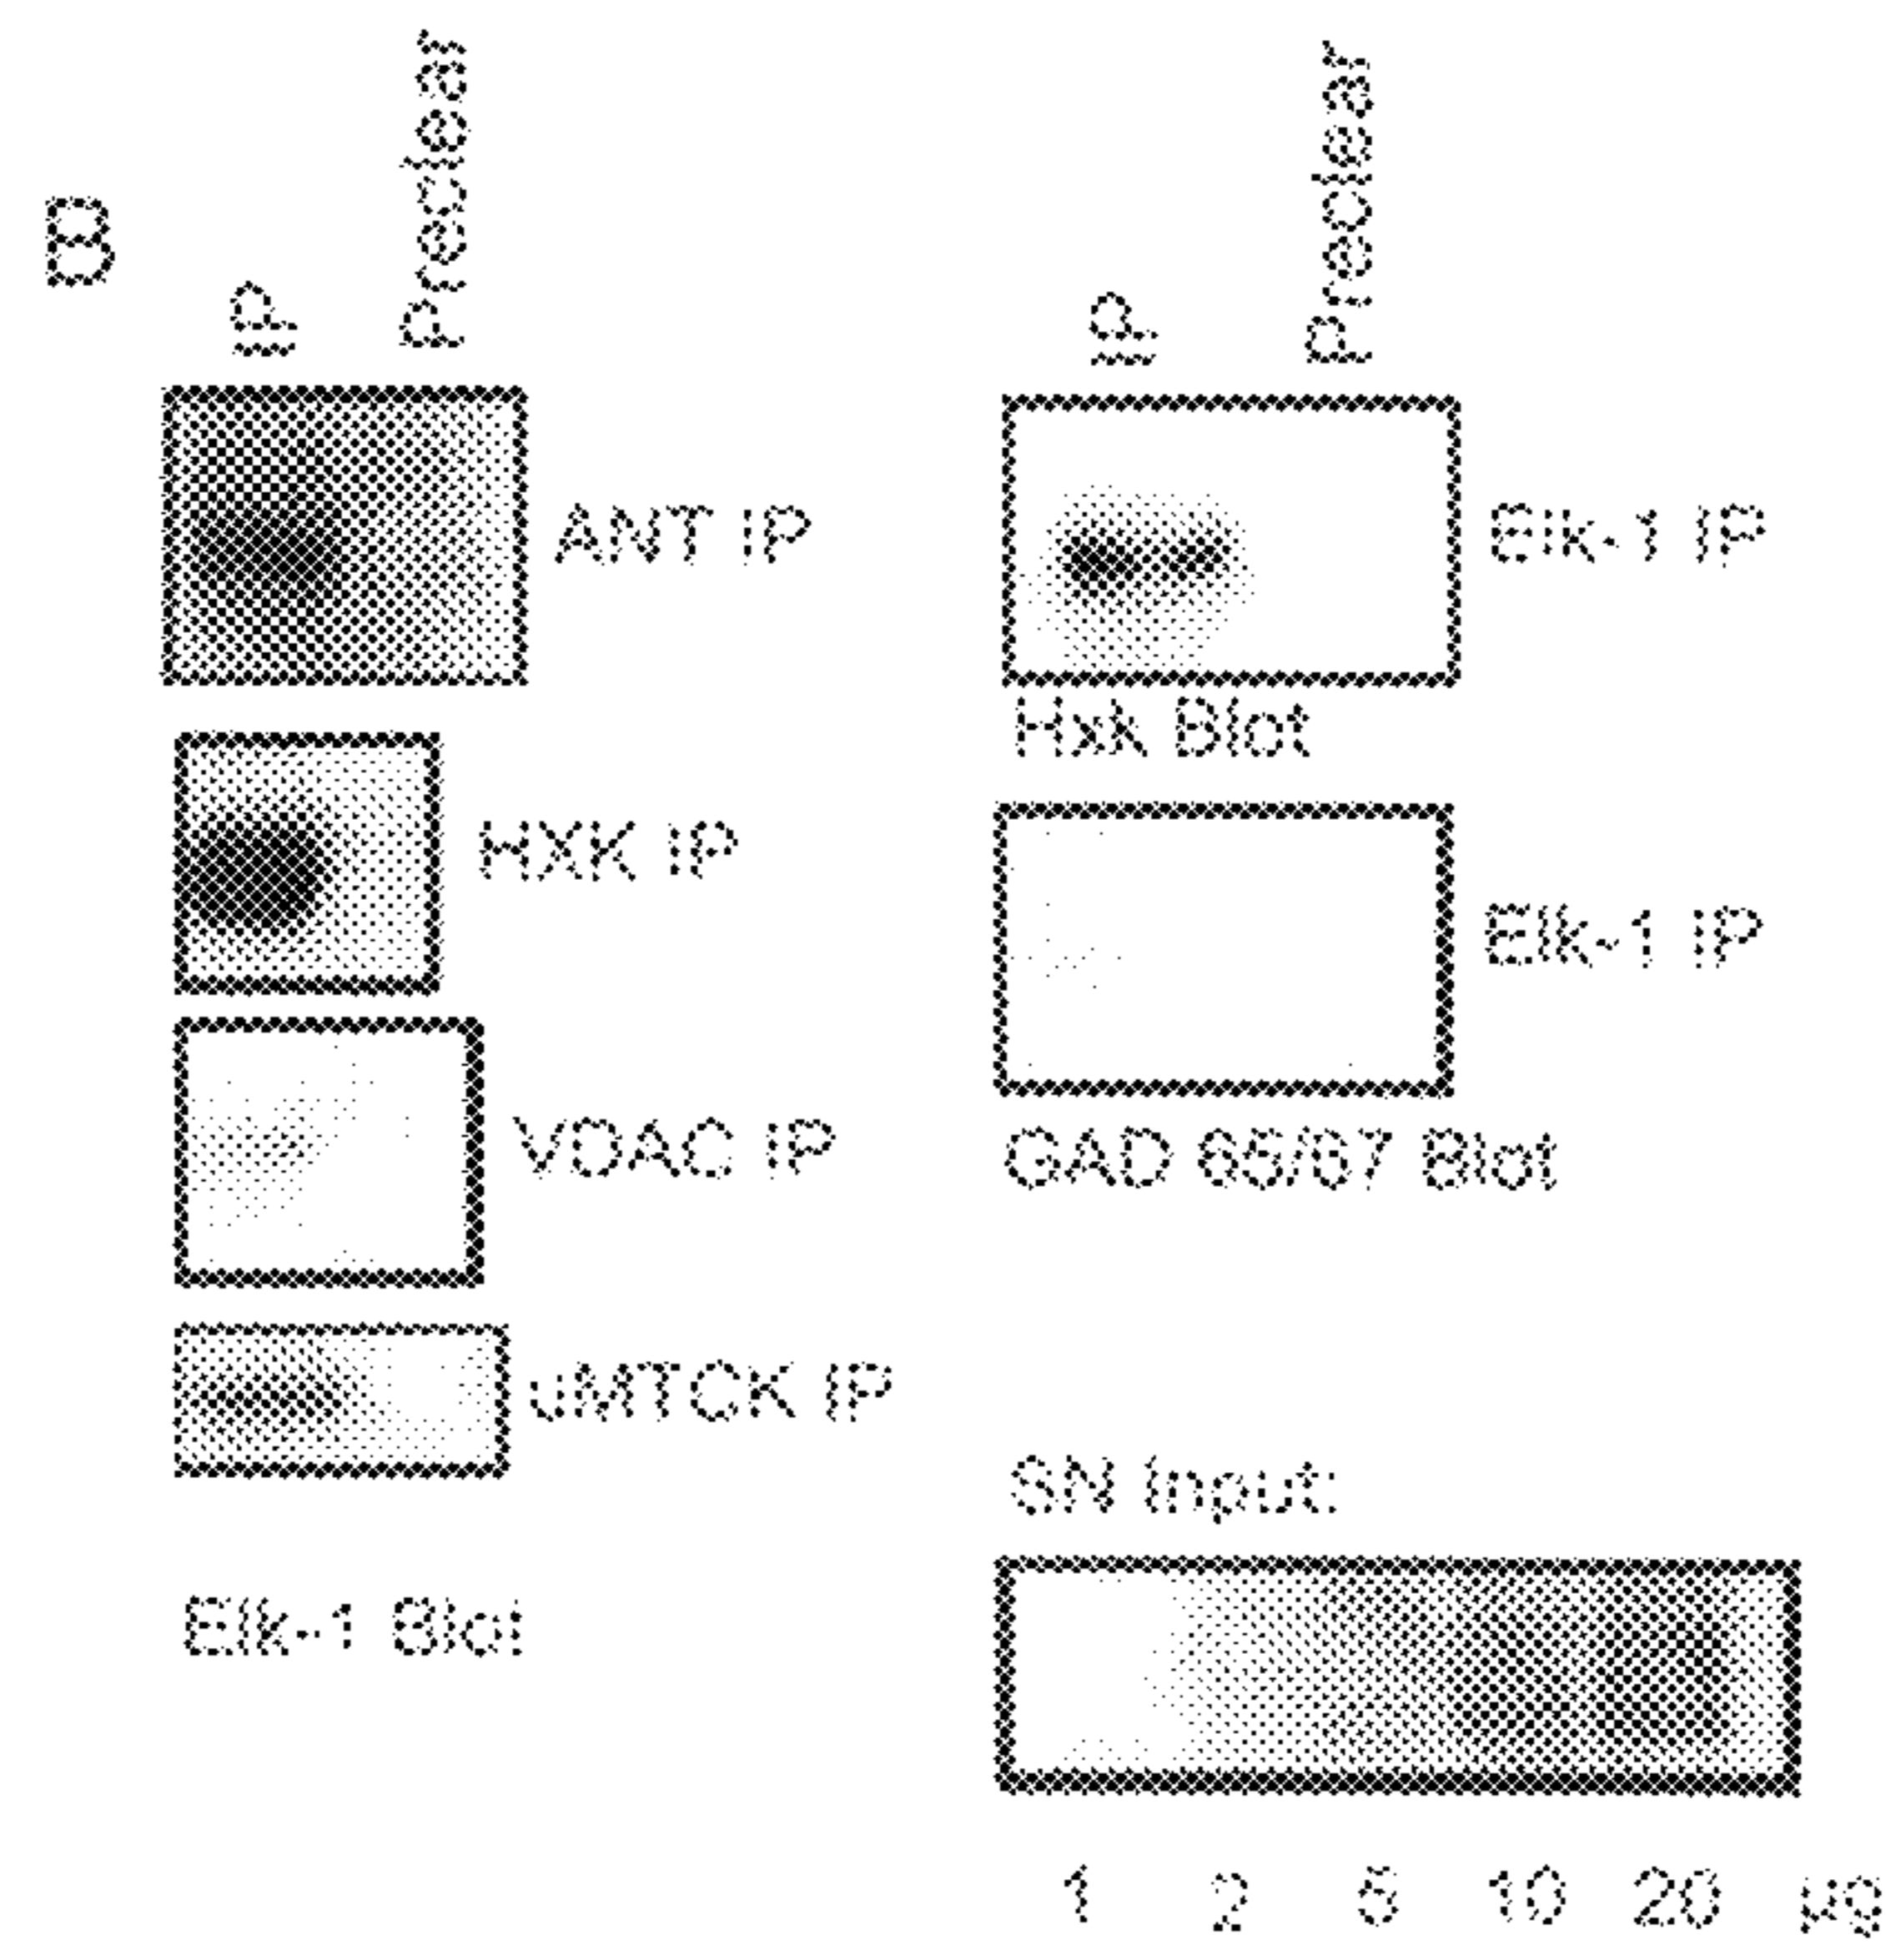 B
IP
Preclear
ANT IP
HXK IP
VDAC IP
uMTCK IP
Elk-1 Blot
IP
Preclear
Elk-1 IP
Hxk Blot
Elk-1 IP
GAD 65/67 Blot
SN Input:
1 2 5 10 20 µg